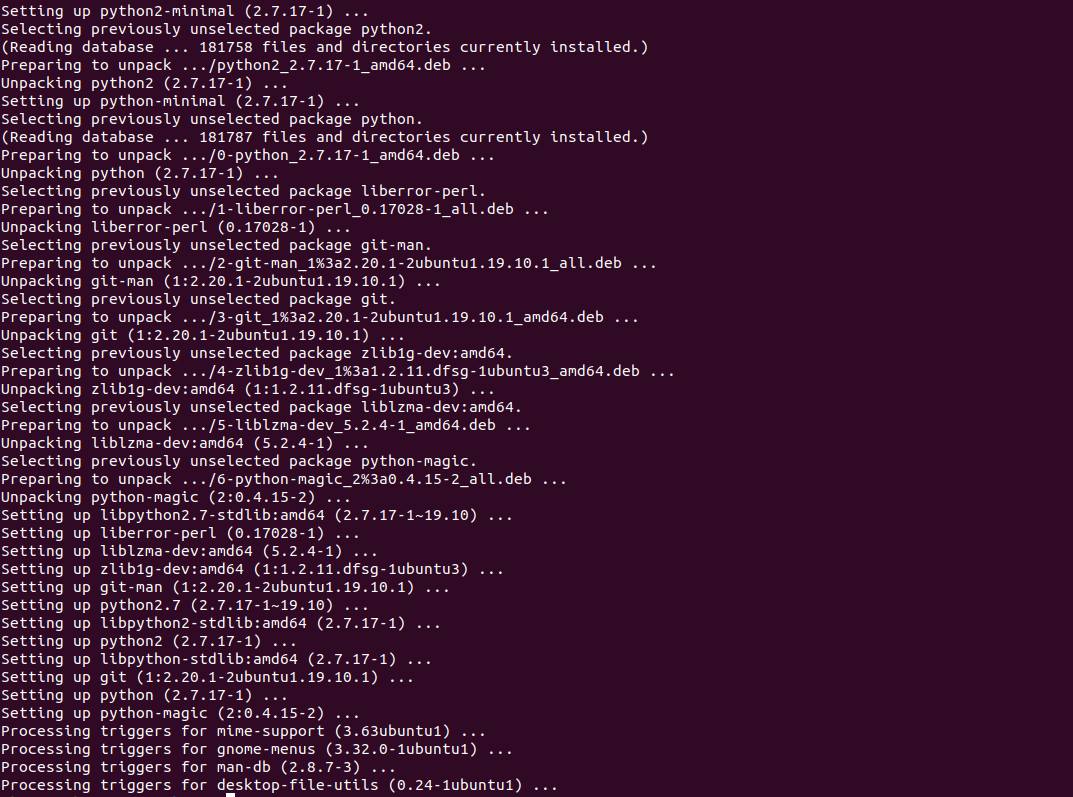 Setting up python2-minimal (2.7.17-1) ...
Selecting previously unselected package python2.
(Reading database ... 181758 files and directories currently installed.)
Preparing to unpack .../python2_2.7.17-1_amd64.deb ...
Unpacking python2 (2.7.17-1) ...
Setting up python-minimal (2.7.17-1) ...
Selecting previously unselected package python.
(Reading database ... 181787 files and directories currently installed.)
Preparing to unpack .../0-python_2.7.17-1_amd64.deb ...
Unpacking python (2.7.17-1) ...
Selecting previously unselected package liberror-perl.
Preparing to unpack .../1-liberror-perl_0.17028-1_all.deb ...
Unpacking liberror-perl (0.17028-1) ...
Selecting previously unselected package git-man.
Preparing to unpack .../2-git-man_1%3a2.20.1-2ubuntu1.19.10.1_all.deb ...
Unpacking git-man (1:2.20.1-2ubuntu1.19.10.1) ...
Selecting previously unselected package git.
Preparing to unpack .../3-git_1%3a2.20.1-2ubuntu1.19.10.1_amd64.deb ...
Unpacking git (1:2.20.1-2ubuntu1.19.10.1) ...
Selecting previously unselected package zlib1g-dev:amd64.
Preparing to unpack .../4-zlib1g-dev_1%3a1.2.11.dfsg-1ubuntu3_amd64.deb ...
Unpacking zlib1g-dev:amd64 (1:1.2.11.dfsg-1ubuntu3) ...
Selecting previously unselected package liblzma-dev:amd64.
Preparing to unpack .../5-liblzma-dev_5.2.4-1_amd64.deb ...
Unpacking liblzma-dev:amd64 (5.2.4-1) ...
Selecting previously unselected package python-magic.
Preparing to unpack .../6-python-magic_2%3a0.4.15-2_all.deb ...
Unpacking python-magic (2:0.4.15-2) ...
Setting up libpython2.7-stdlib:amd64 (2.7.17-1~19.10) ...
Setting up liberror-perl (0.17028-1) ...
Setting up liblzma-dev:amd64 (5.2.4-1) ...
Setting up zlib1g-dev:amd64 (1:1.2.11.dfsg-1ubuntu3) ...
Setting up git-man (1:2.20.1-2ubuntu1.19.10.1) ...
Setting up python2.7 (2.7.17-1~19.10) ...
Setting up libpython2-stdlib:amd64 (2.7.17-1) ...
Setting up python2 (2.7.17-1) ...
Setting up libpython-stdlib:amd64 (2.7.17-1) ...
Setting up git (1:2.20.1-2ubuntu1.19.10.1) ...
Setting up python (2.7.17-1) ...
Setting up python-magic (2:0.4.15-2) ...
Processing triggers for mime-support (3.63ubuntu1) ...
Processing triggers for gnome-menus (3.32.0-1ubuntu1) ...
Processing triggers for man-db (2.8.7-3) ...
Processing triggers for desktop-file-utils (0.24-1ubuntu1) ...